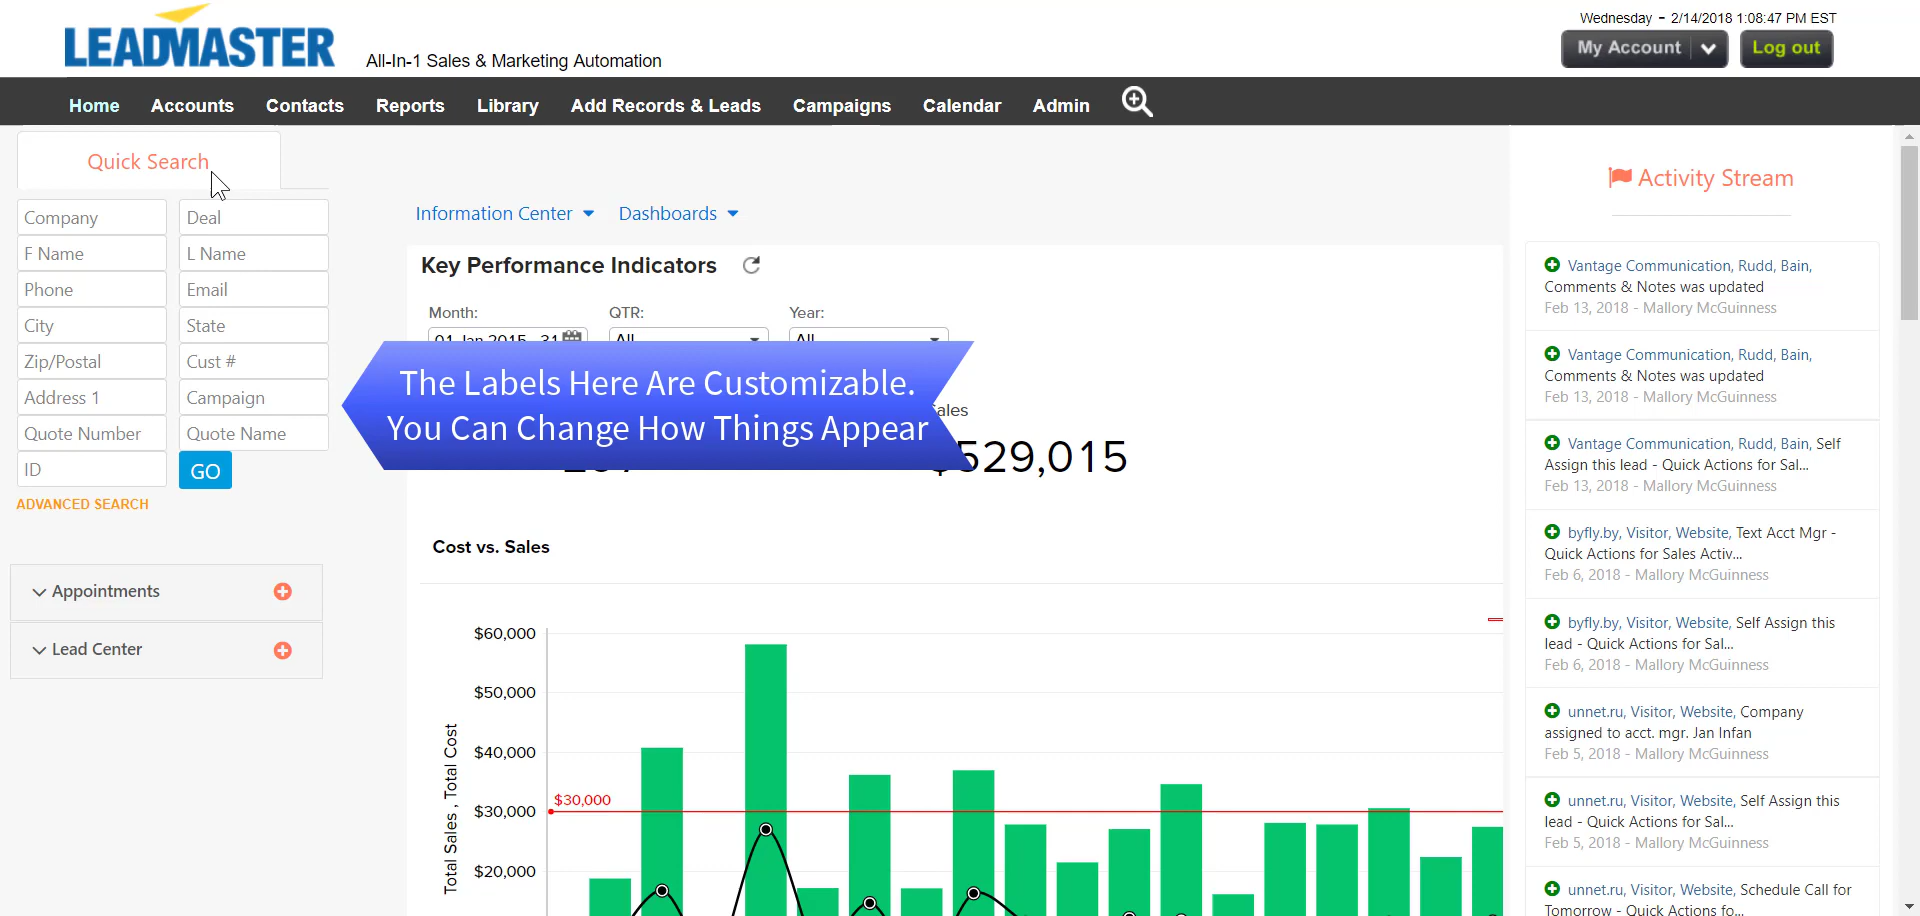 LEADMASTER
All-In-1 Sales & Marketing Automation
Wednesday - 2/14/2018 1:08:47 PM EST
My Account
Log out
Home Accounts Contacts Reports Library Add Records & Leads Campaigns Calendar Admin
Quick Search
Company Deal
F Name L Name
Phone Email
City State
Zip/Postal Cust #
Address 1 Campaign
Quote Number Quote Name
ID GO
ADVANCED SEARCH
Appointments
Lead Center
Information Center Dashboards
Key Performance Indicators
Month: QTR: Year:
01 Jan 2015 - 31 All All
The Labels Here Are Customizable.
You Can Change How Things Appear
ales
$529,015
Cost vs. Sales
$60,000
$50,000
$40,000
$30,000
$20,000
$30,000
Total Sales , Total Cost
Activity Stream
Vantage Communication, Rudd, Bain,
Comments & Notes was updated
Feb 13, 2018 - Mallory McGuinness
Vantage Communication, Rudd, Bain,
Comments & Notes was updated
Feb 13, 2018 - Mallory McGuinness
Vantage Communication, Rudd, Bain, Self
Assign this lead - Quick Actions for Sal...
Feb 13, 2018 - Mallory McGuinness
byfly.by, Visitor, Website, Text Acct Mgr -
Quick Actions for Sales Activ...
Feb 6, 2018 - Mallory McGuinness
byfly.by, Visitor, Website, Self Assign this
lead - Quick Actions for Sal...
Feb 6, 2018 - Mallory McGuinness
unnet.ru, Visitor, Website, Company
assigned to acct. mgr. Jan Infan
Feb 5, 2018 - Mallory McGuinness
unnet.ru, Visitor, Website, Self Assign this
lead - Quick Actions for Sal...
Feb 5, 2018 - Mallory McGuinness
unnet.ru, Visitor, Website, Schedule Call for
Tomorrow - Quick Actions fo...